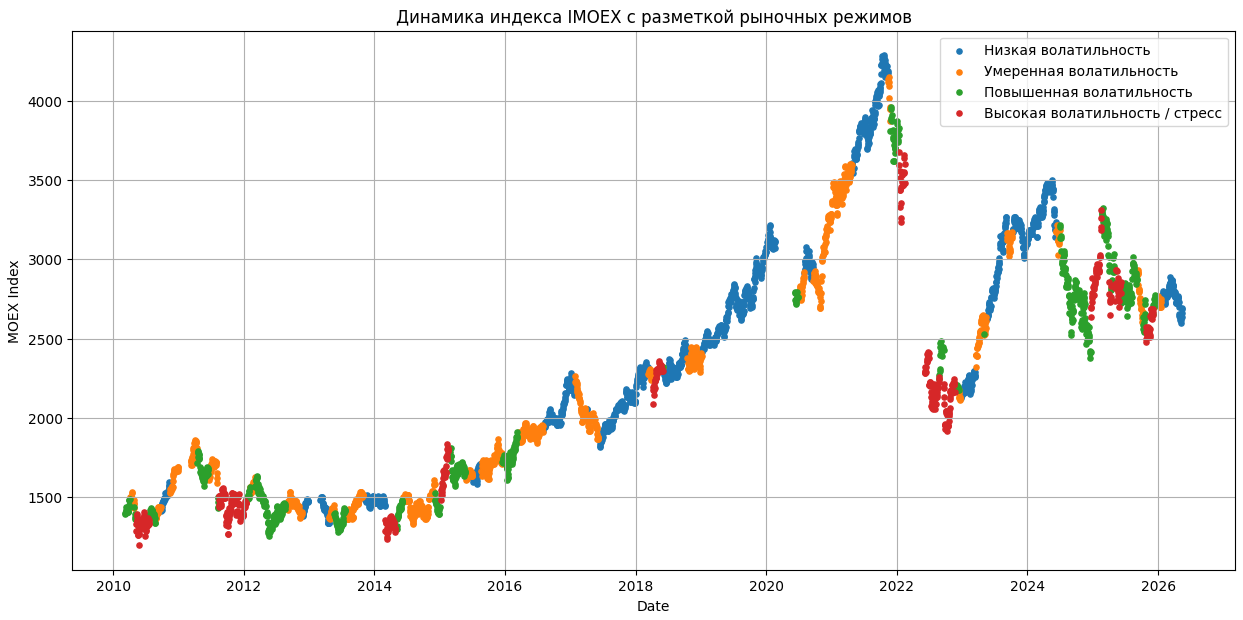 Динамика индекса IMOEX с разметкой рыночных режимов
Низкая волатильность
Умеренная волатильность
Повышенная волатильность
Высокая волатильность / стресс
MOEX Index
4000
3500
3000
2500
2000
1500
2010 2012 2014 2016 2018 2020 2022 2024 2026
Date